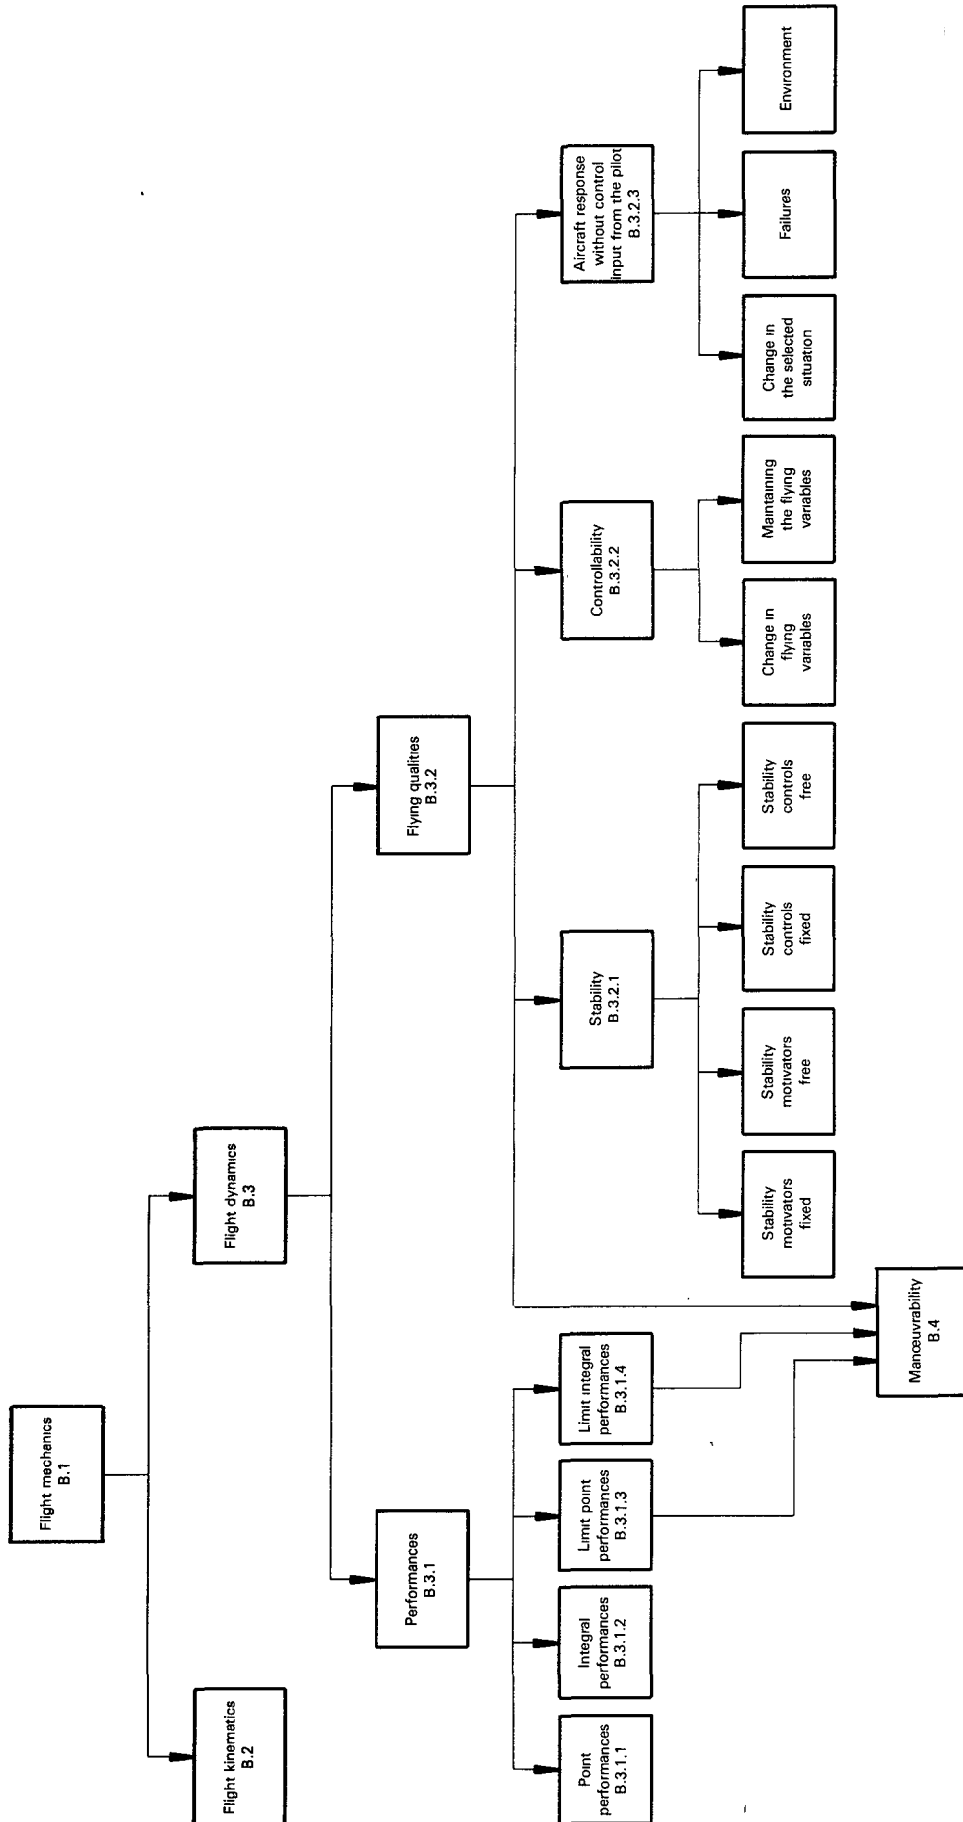 Flight mechanics
B.1
Flight kinematics
B.2
Flight dynamics
B.3
Performances
B.3.1
Flying qualities
B.3.2
Point
performances
B.3.1.1
Integral
performances
B.3.1.2
Limit point
performances
B.3.1.3
Limit integral
performances
B.3.1.4
Stability
B.3.2.1
Controllability
B.3.2.2
Aircraft response
without control
input from the pilot
B.3.2.3
Stability
motivators
fixed
Stability
motivators
free
Stability
controls
fixed
Stability
controls
free
Change in
flying
variables
Maintaining
the flying
variables
Change in
the selected
situation
Failures
Environment
Manœuvrability
B.4